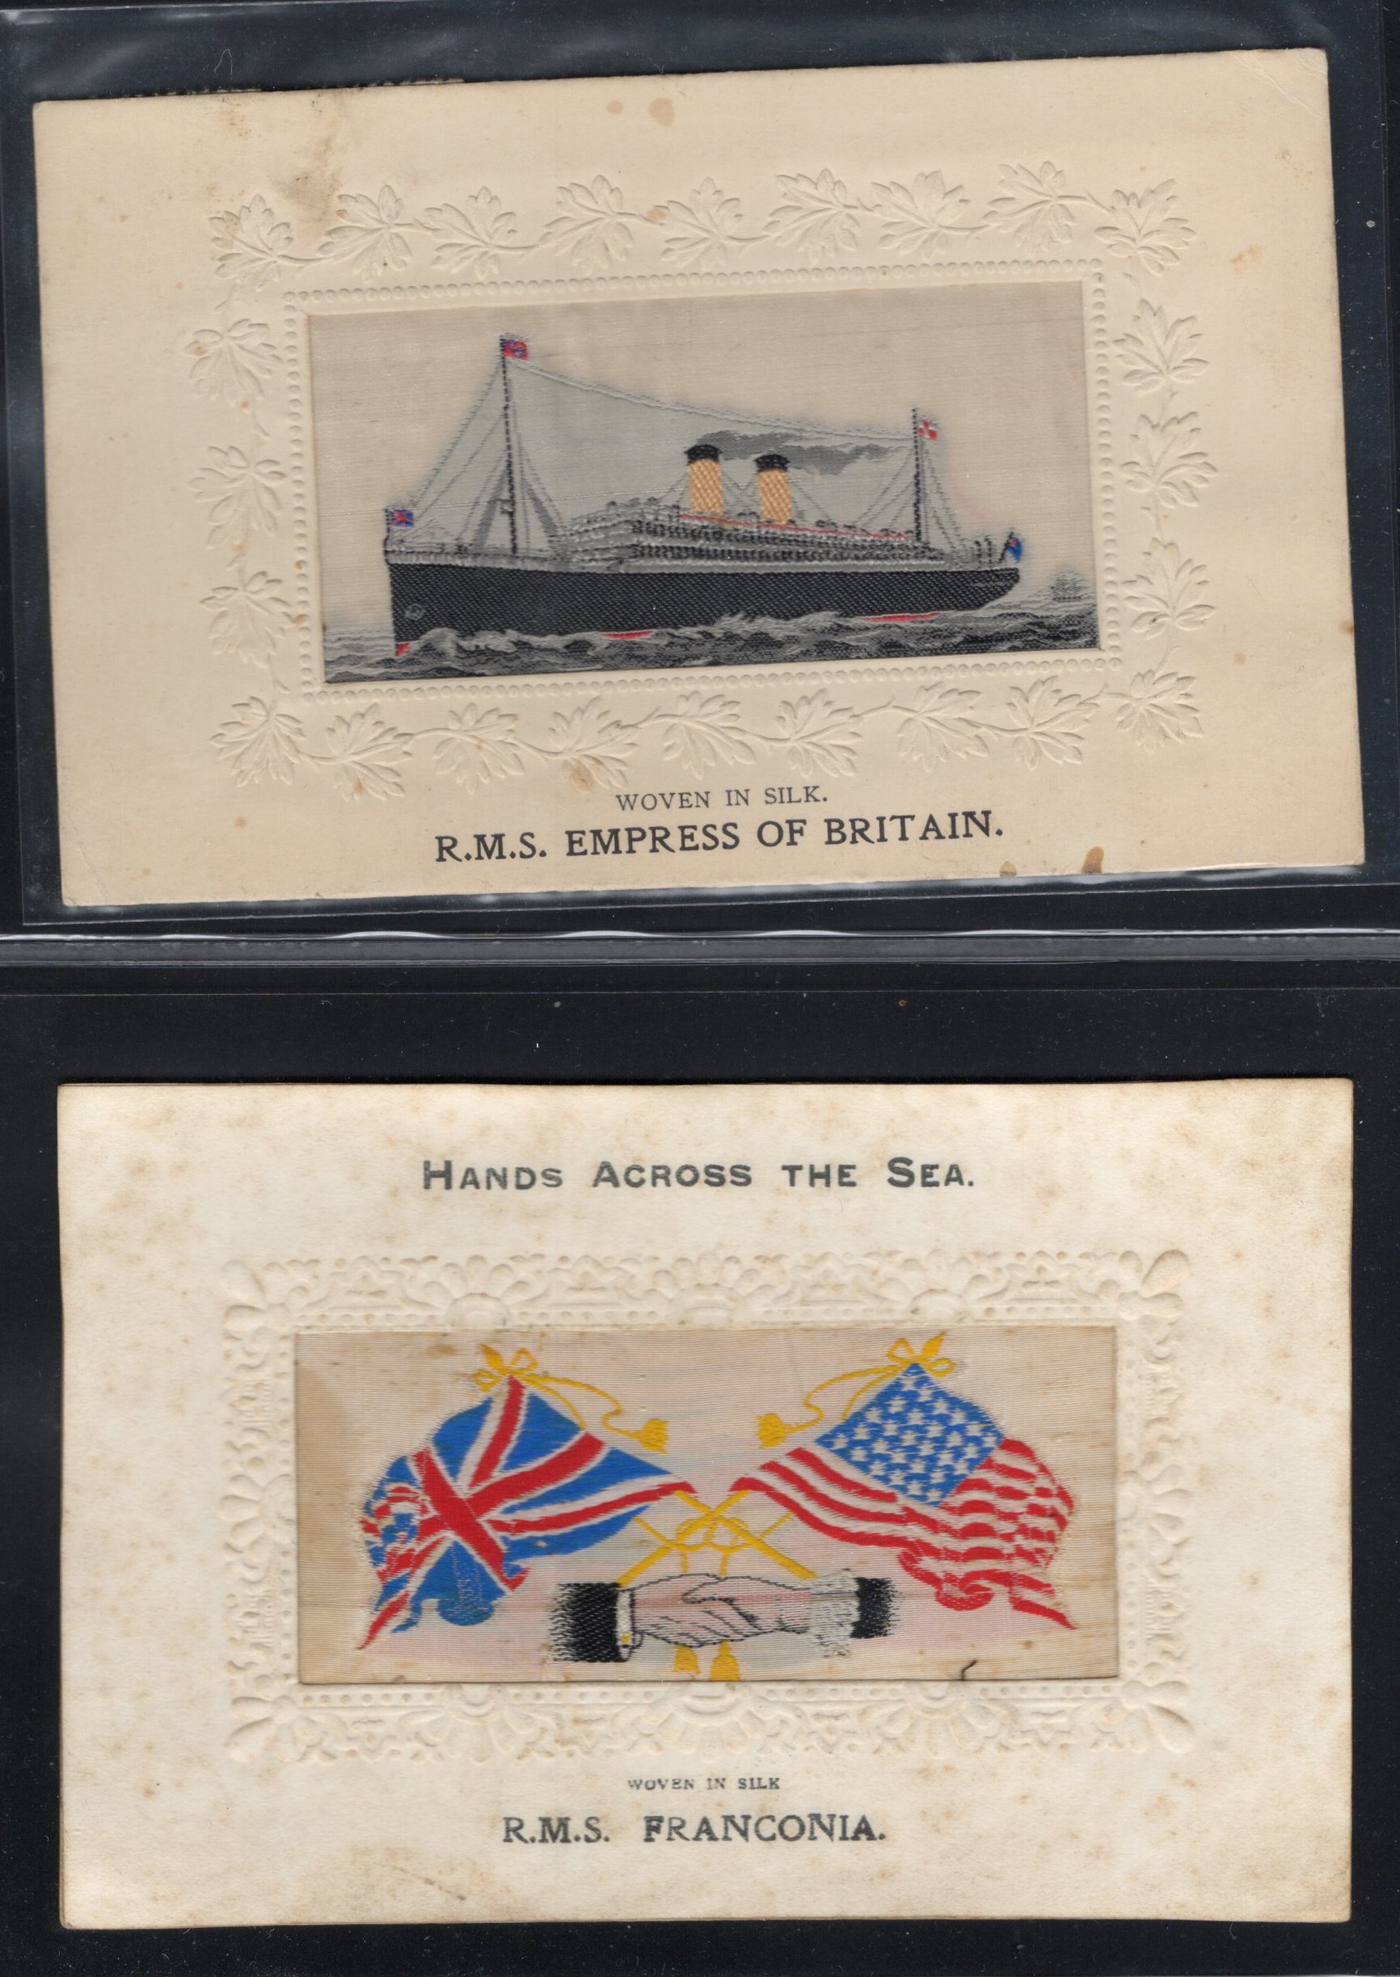 WOVEN IN SILK.
R.M.S. EMPRESS OF BRITAIN.
HANDS ACROSS THE SEA.
WOVEN IN SILK
R.M.S. FRANCONIA.